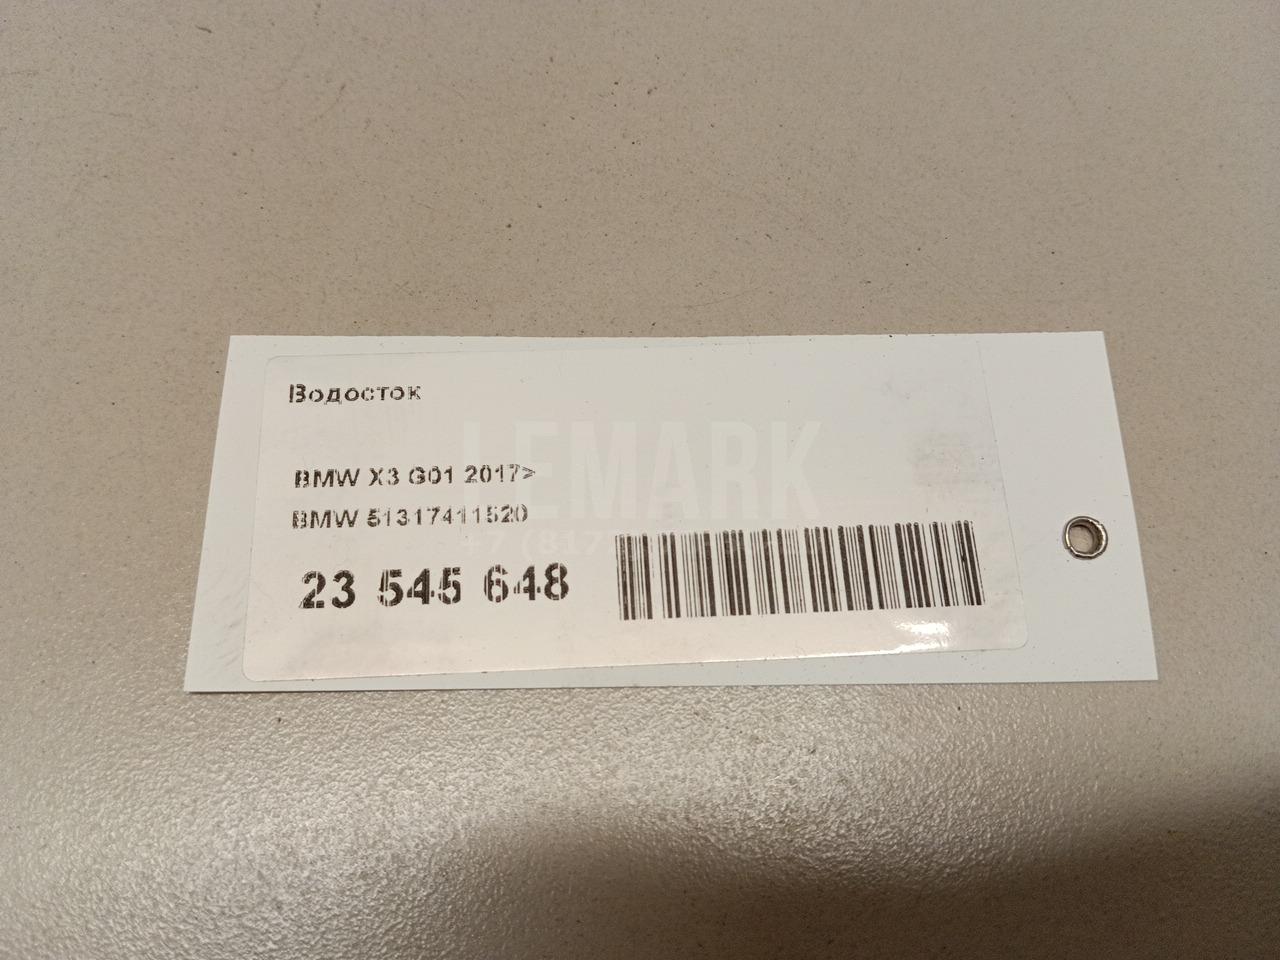 Водосток
BMW X3 G01 2017>
BMW 51317411520
23 545 648
LEMARK